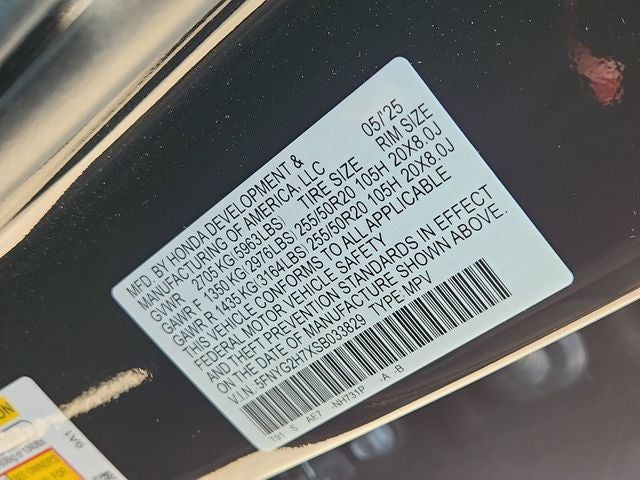 MFD. BY HONDA DEVELOPMENT &
MANUFACTURING OF AMERICA, LLC 05/'25
GVWR 2705 KG 5963LBS TIRE SIZE RIM SIZE
GAWR F 1350 KG 2976LBS 255/50R20 105H 20X8.0J
GAWR R 1435 KG 3164LBS 255/50R20 105H 20X8.0J
THIS VEHICLE CONFORMS TO ALL APPLICABLE
FEDERAL MOTOR VEHICLE SAFETY
AND THEFT PREVENTION STANDARDS IN EFFECT
ON THE DATE OF MANUFACTURE SHOWN ABOVE.
V.I.N: 5FNYG2H7XSB033829 TYPE MPV
T91 S AE7 -NH731P -A -B
0A1